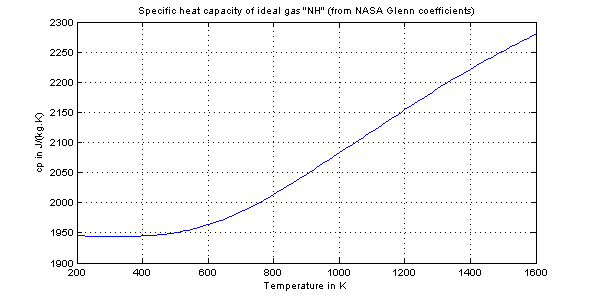 Specific heat capacity of ideal gas "NH" (from NASA Glenn coefficients)
2300
2250
2200
2150
2100
2050
2000
1950
1900
cp in J/(kg.K)
200 400 600 800 1000 1200 1400 1600
Temperature in K